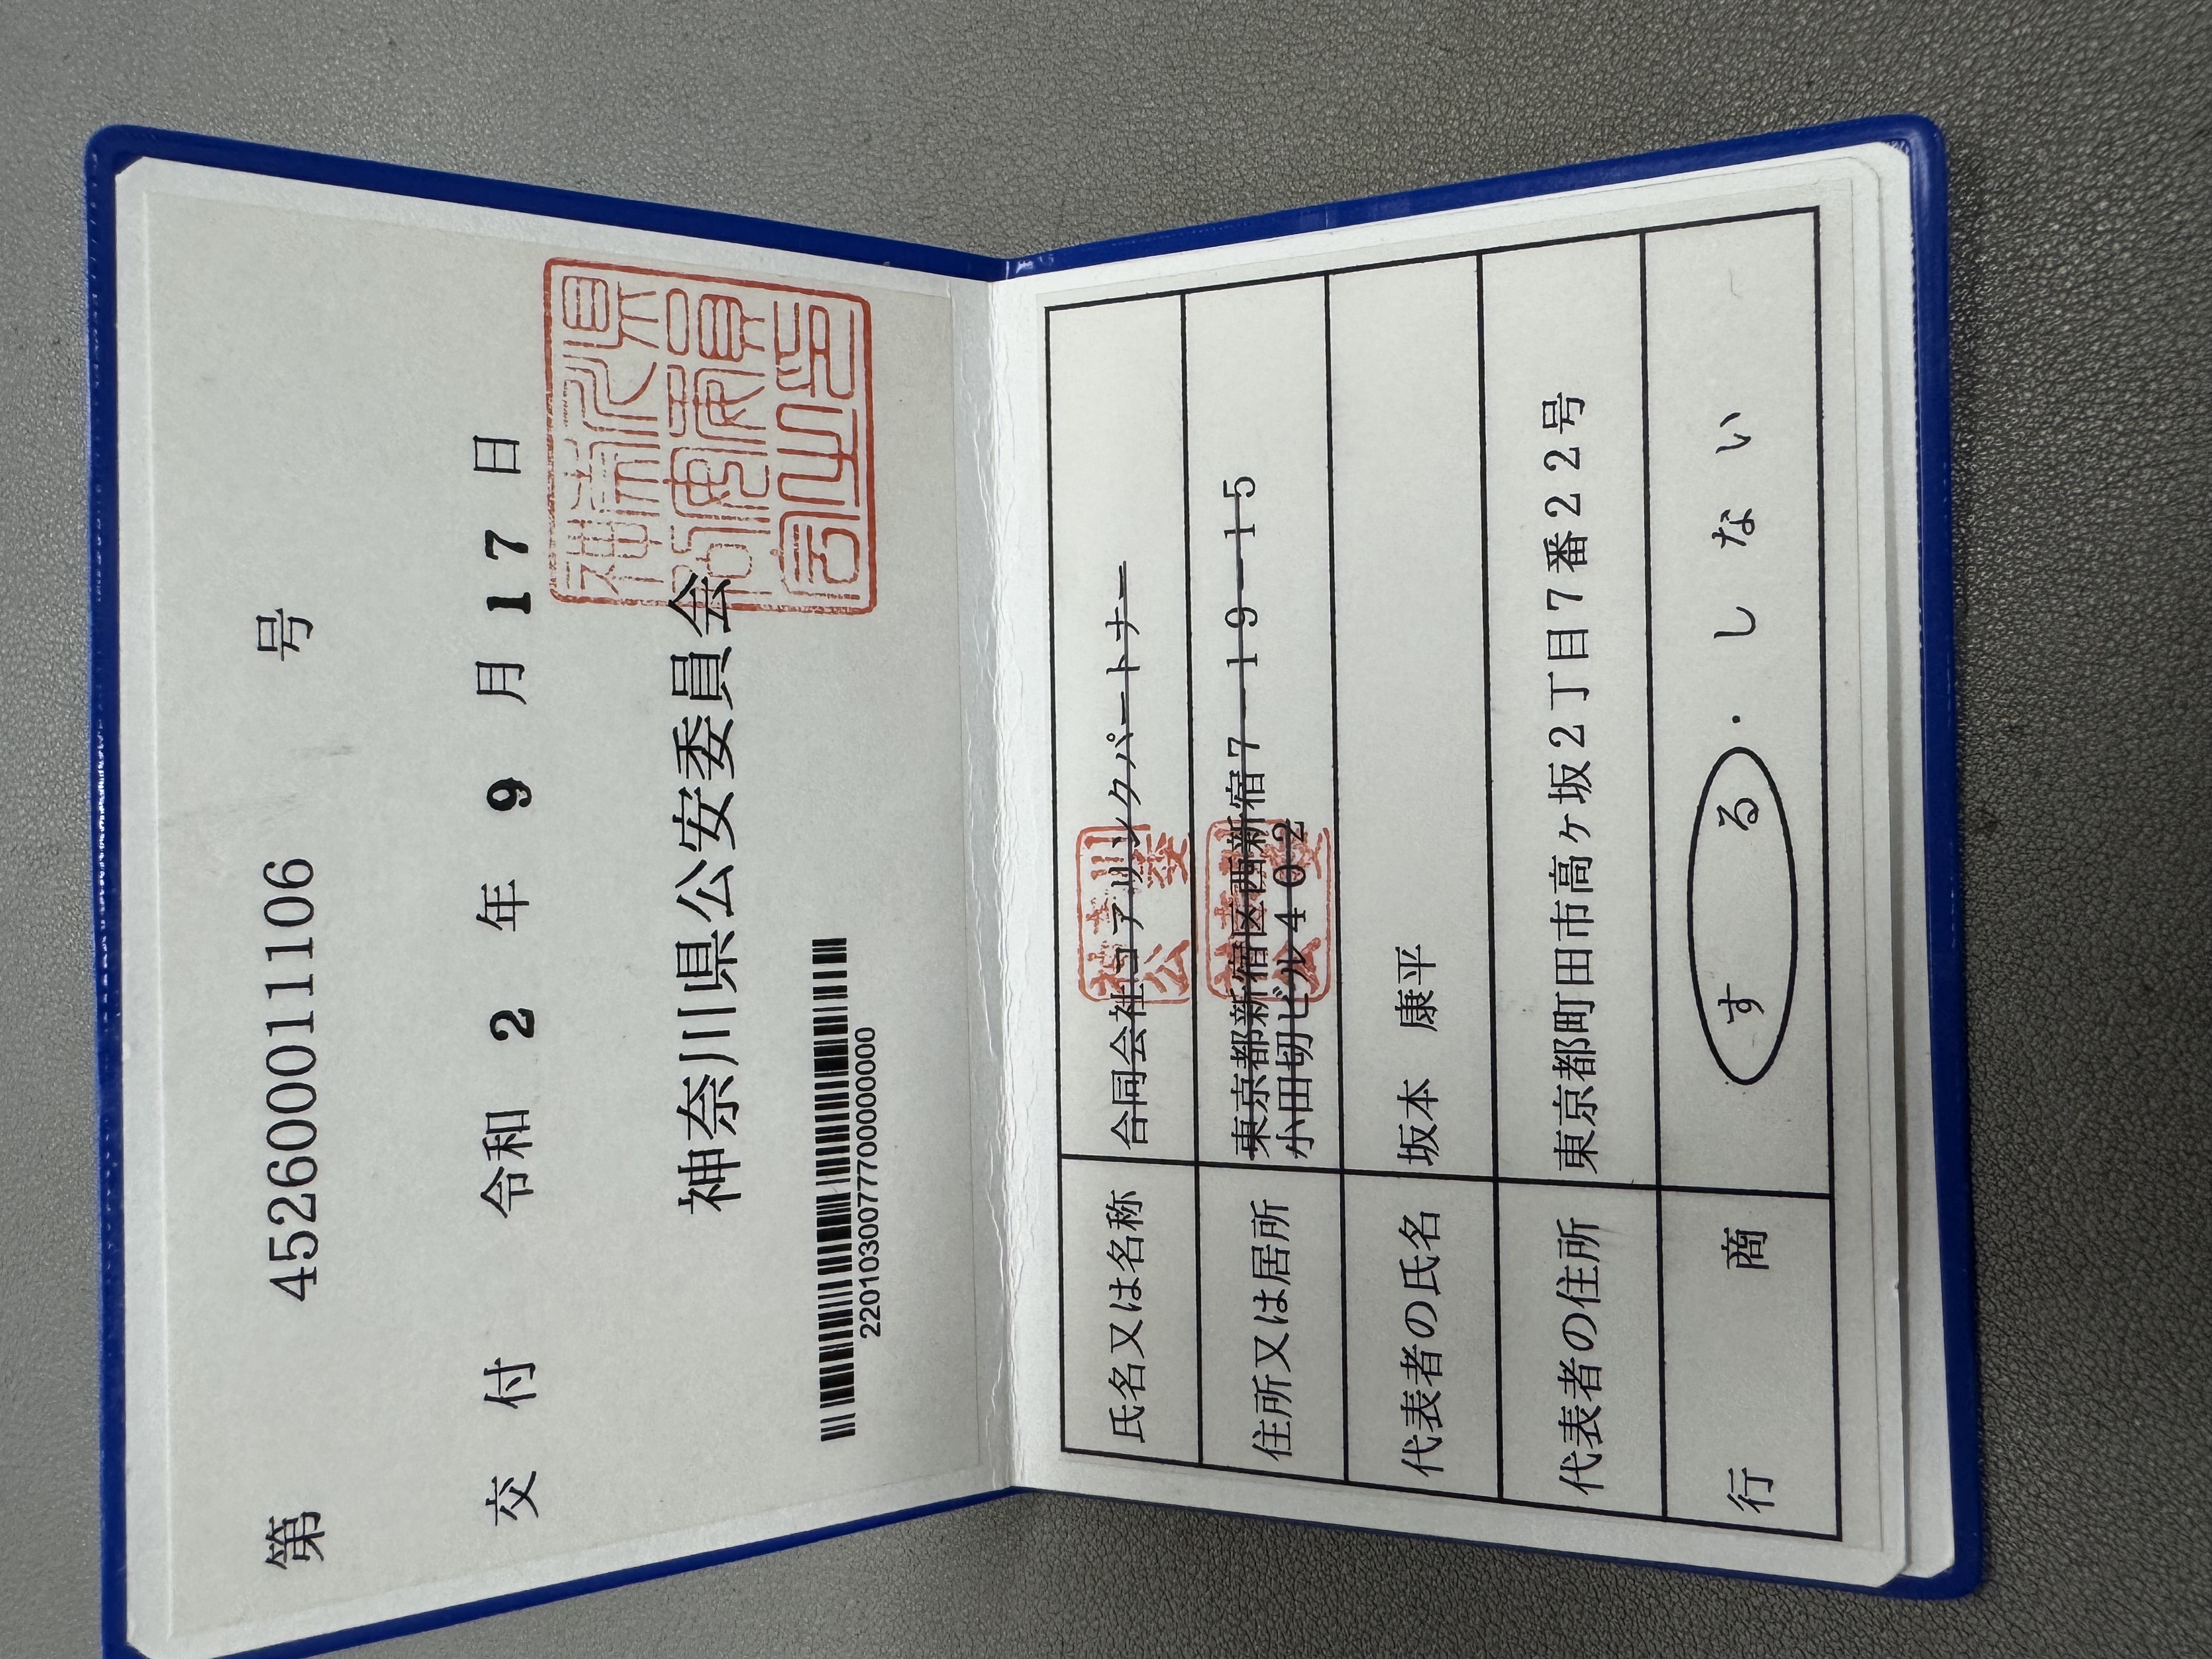 第 452600011106 号
交付 令和 2 年 9 月 17 日
神奈川県公安委員会
2201030077700000000
氏名又は名称 合同会社コアリンクパートナー
住所又は居所 東京都新宿区西新宿7-19-15
小田切ビル402
代表者の氏名 坂本 康平
代表者の住所 東京都町田市高ヶ坂2丁目7番22号
行商 する・しない